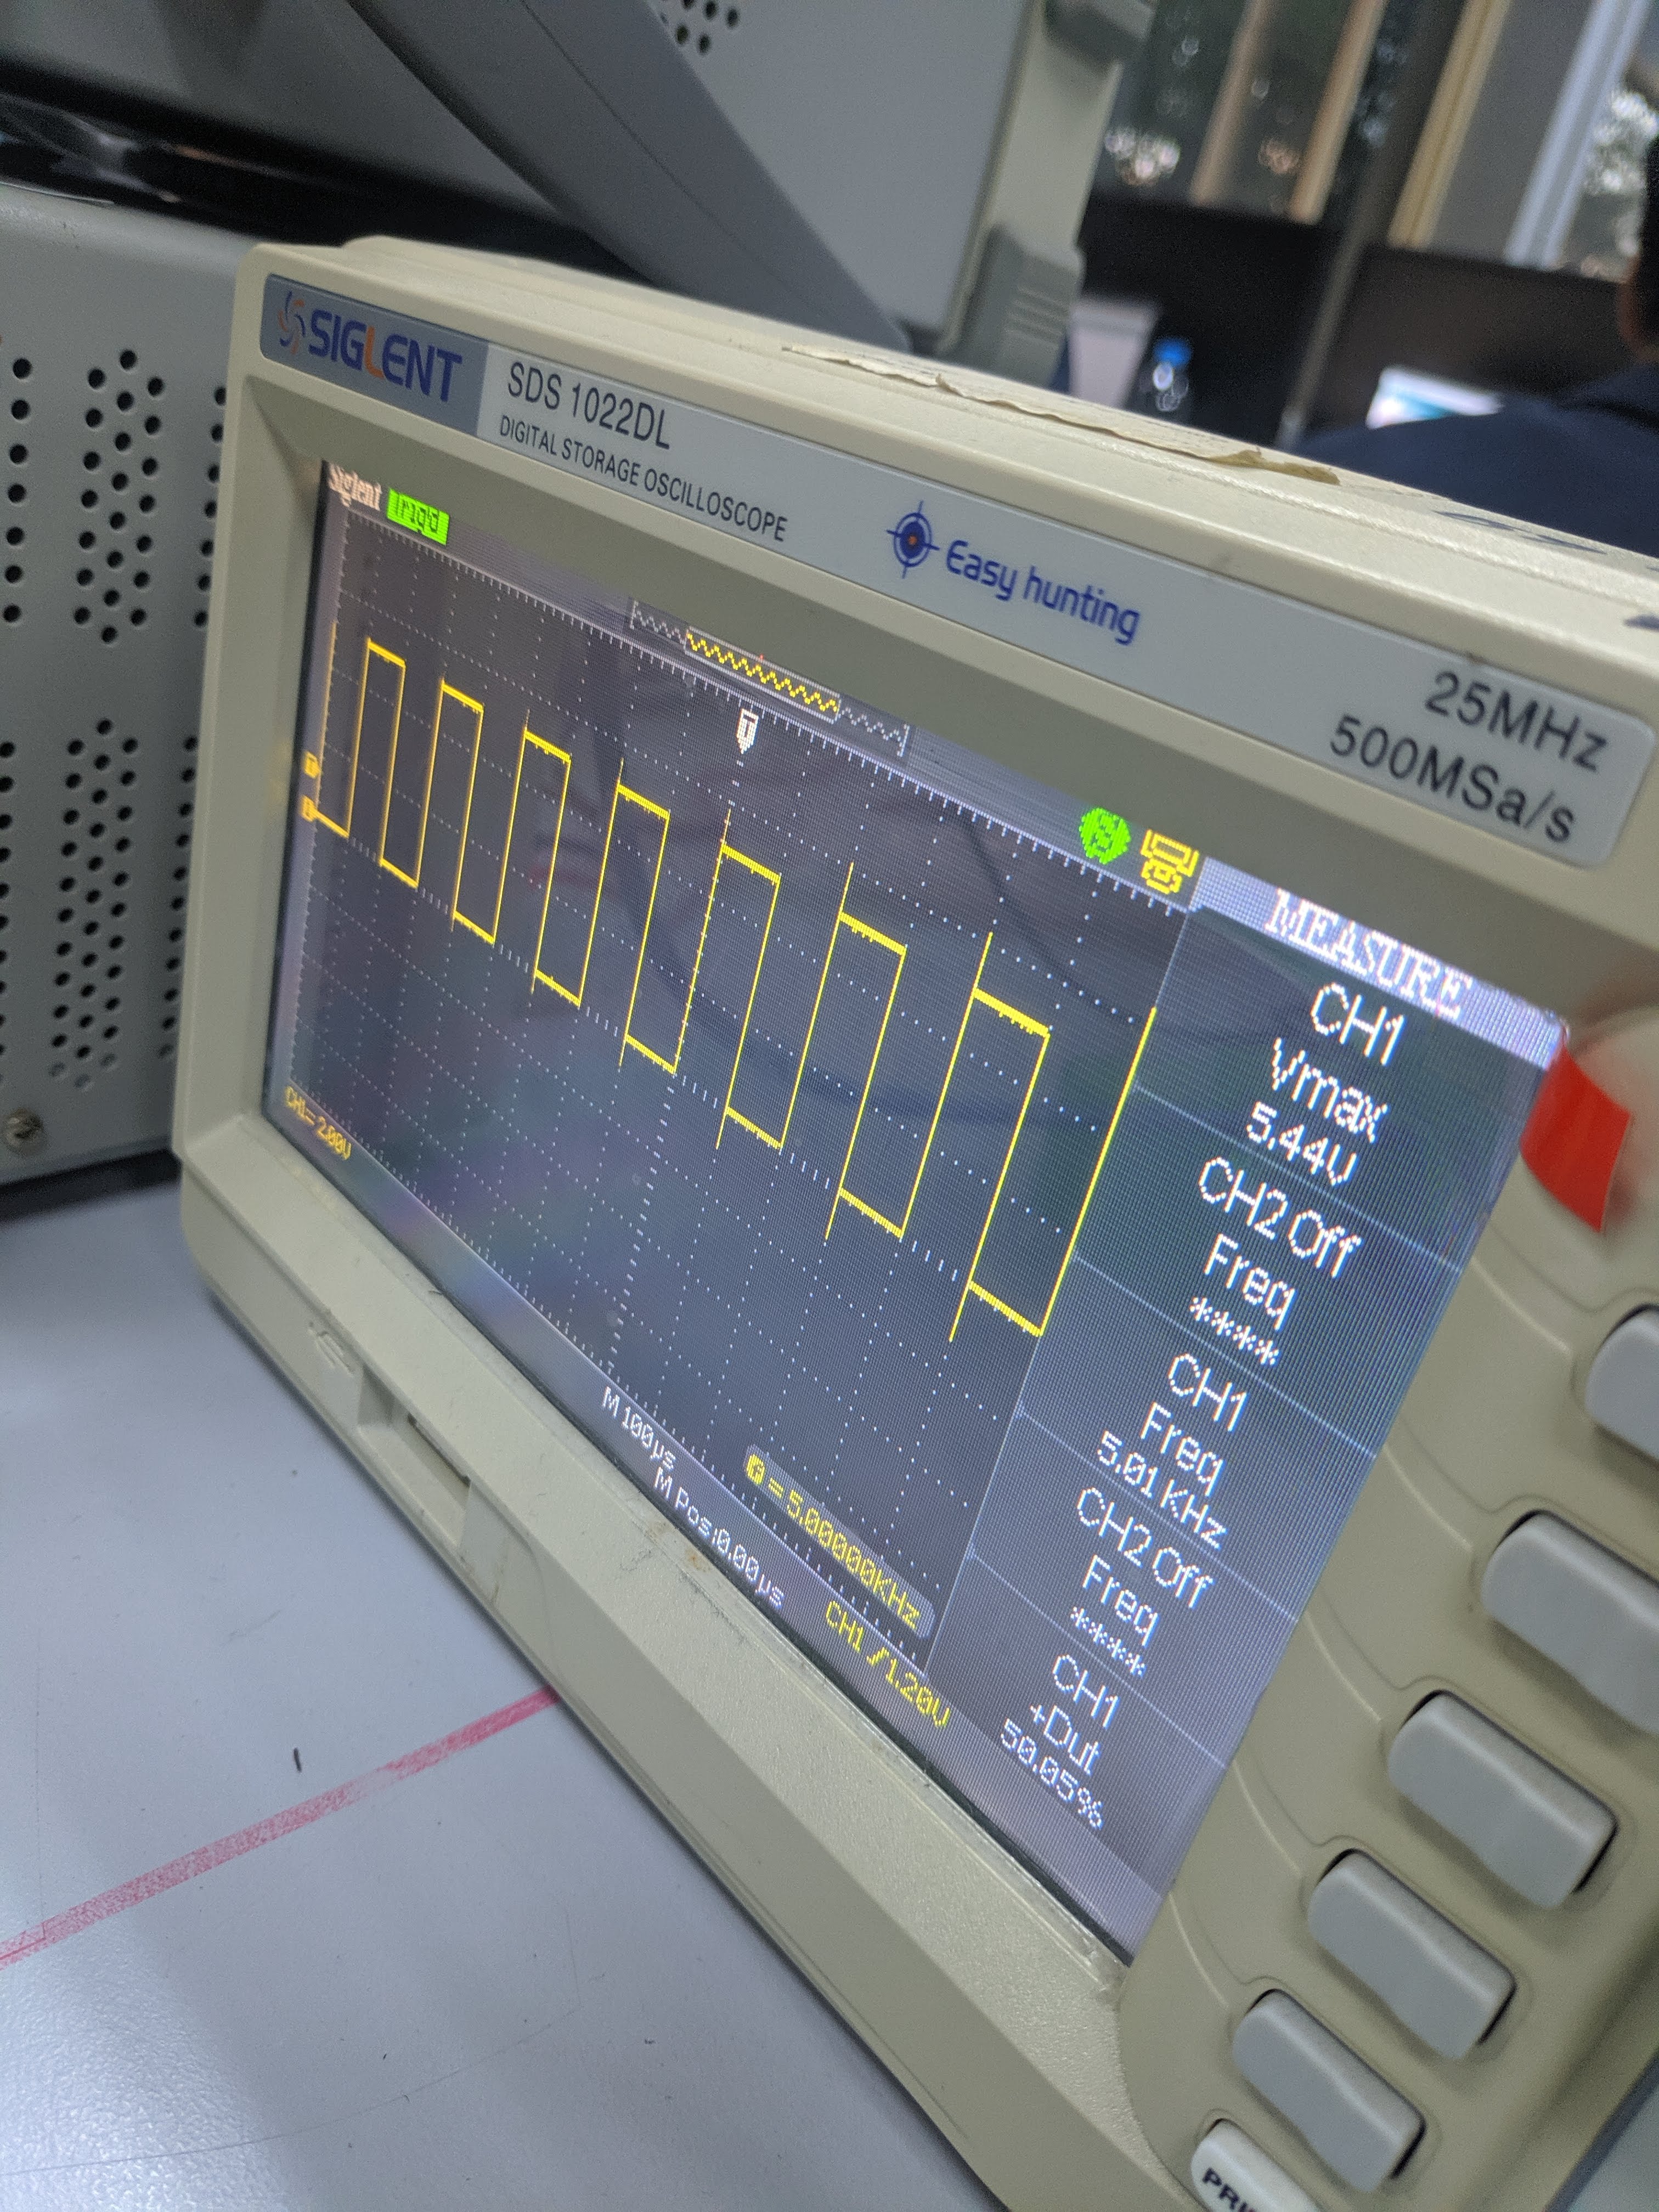 SIGLENT
SDS 1022DL
DIGITAL STORAGE OSCILLOSCOPE
Easy hunting
25MHz
500MSa/s
Siglent Trig'd
T
MEASURE
CH1
Vmax
5.44V
CH2 Off
Freq
****
CH1
Freq
5.01KHz
CH2 Off
Freq
****
CH1
+Dut
50.05%
CH1 2.00V
M 100µs
M Pos:0.00µs
= 5.00000KHz
CH1 /1.20V
PRI